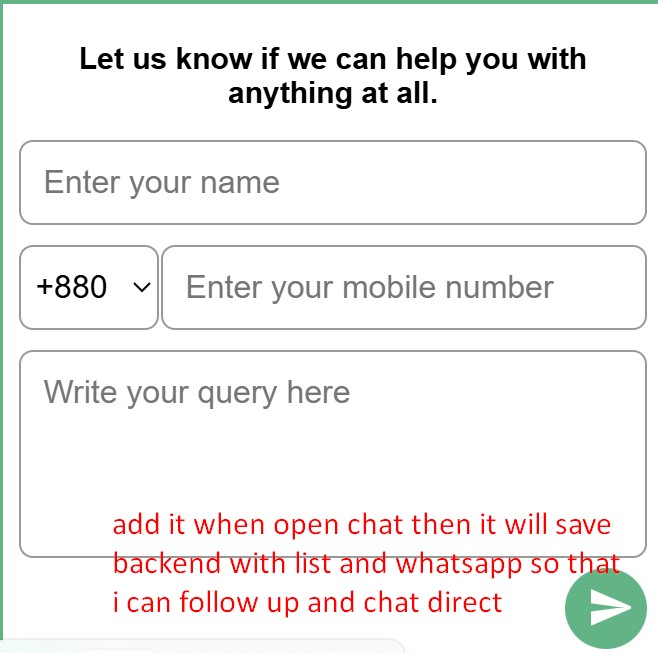 Let us know if we can help you with
anything at all.
Enter your name
+880
Enter your mobile number
Write your query here
add it when open chat then it will save
backend with list and whatsapp so that
i can follow up and chat direct